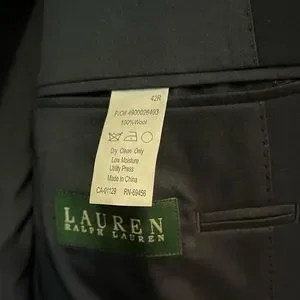 42R
P.O# 4900026493
100% Wool
Dry Clean Only
Low Moisture
Utility Press
Made in China
CA-01129 RN-69456
LAUREN
RALPH LAUREN